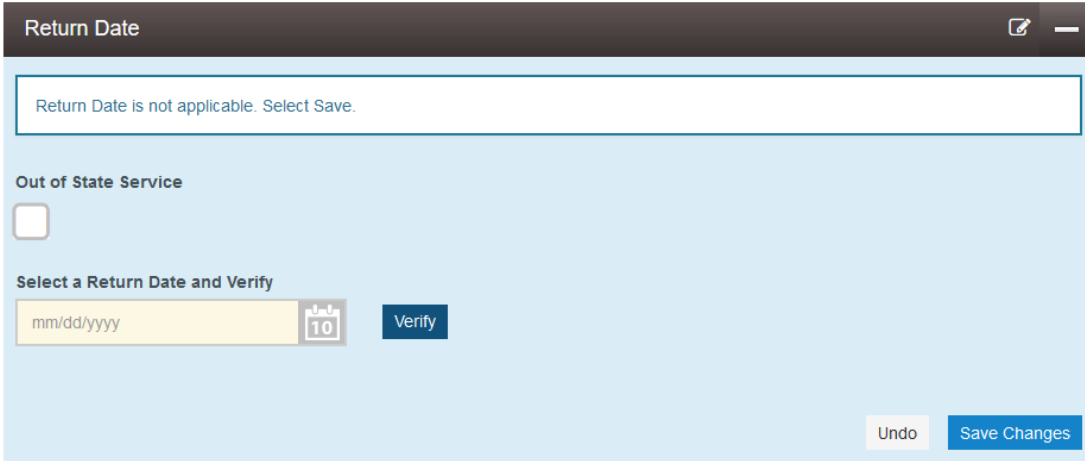 Return Date
Return Date is not applicable. Select Save.
Out of State Service
Select a Return Date and Verify
mm/dd/yyyy
10
Verify
Undo
Save Changes